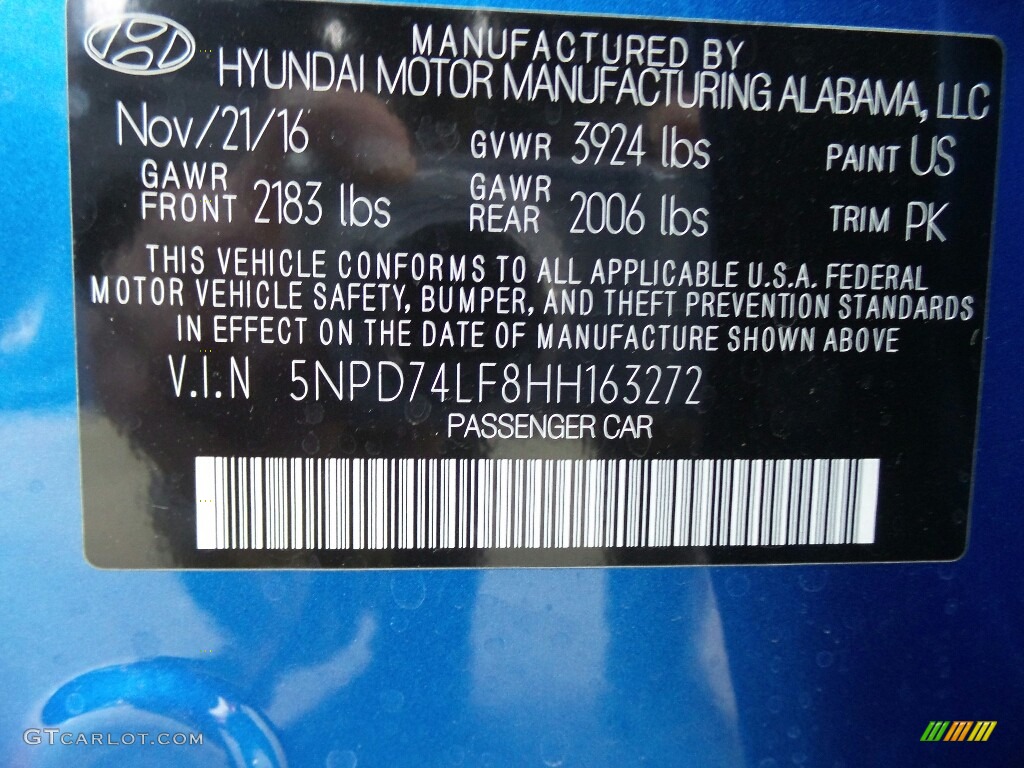 MANUFACTURED BY
HYUNDAI MOTOR MANUFACTURING ALABAMA, LLC
Nov/21/16 GVWR 3924 lbs PAINT US
GAWR FRONT 2183 lbs GAWR REAR 2006 lbs TRIM PK
THIS VEHICLE CONFORMS TO ALL APPLICABLE U.S.A. FEDERAL
MOTOR VEHICLE SAFETY, BUMPER, AND THEFT PREVENTION STANDARDS
IN EFFECT ON THE DATE OF MANUFACTURE SHOWN ABOVE
V.I.N 5NPD74LF8HH163272
PASSENGER CAR
GTCARLOT.COM